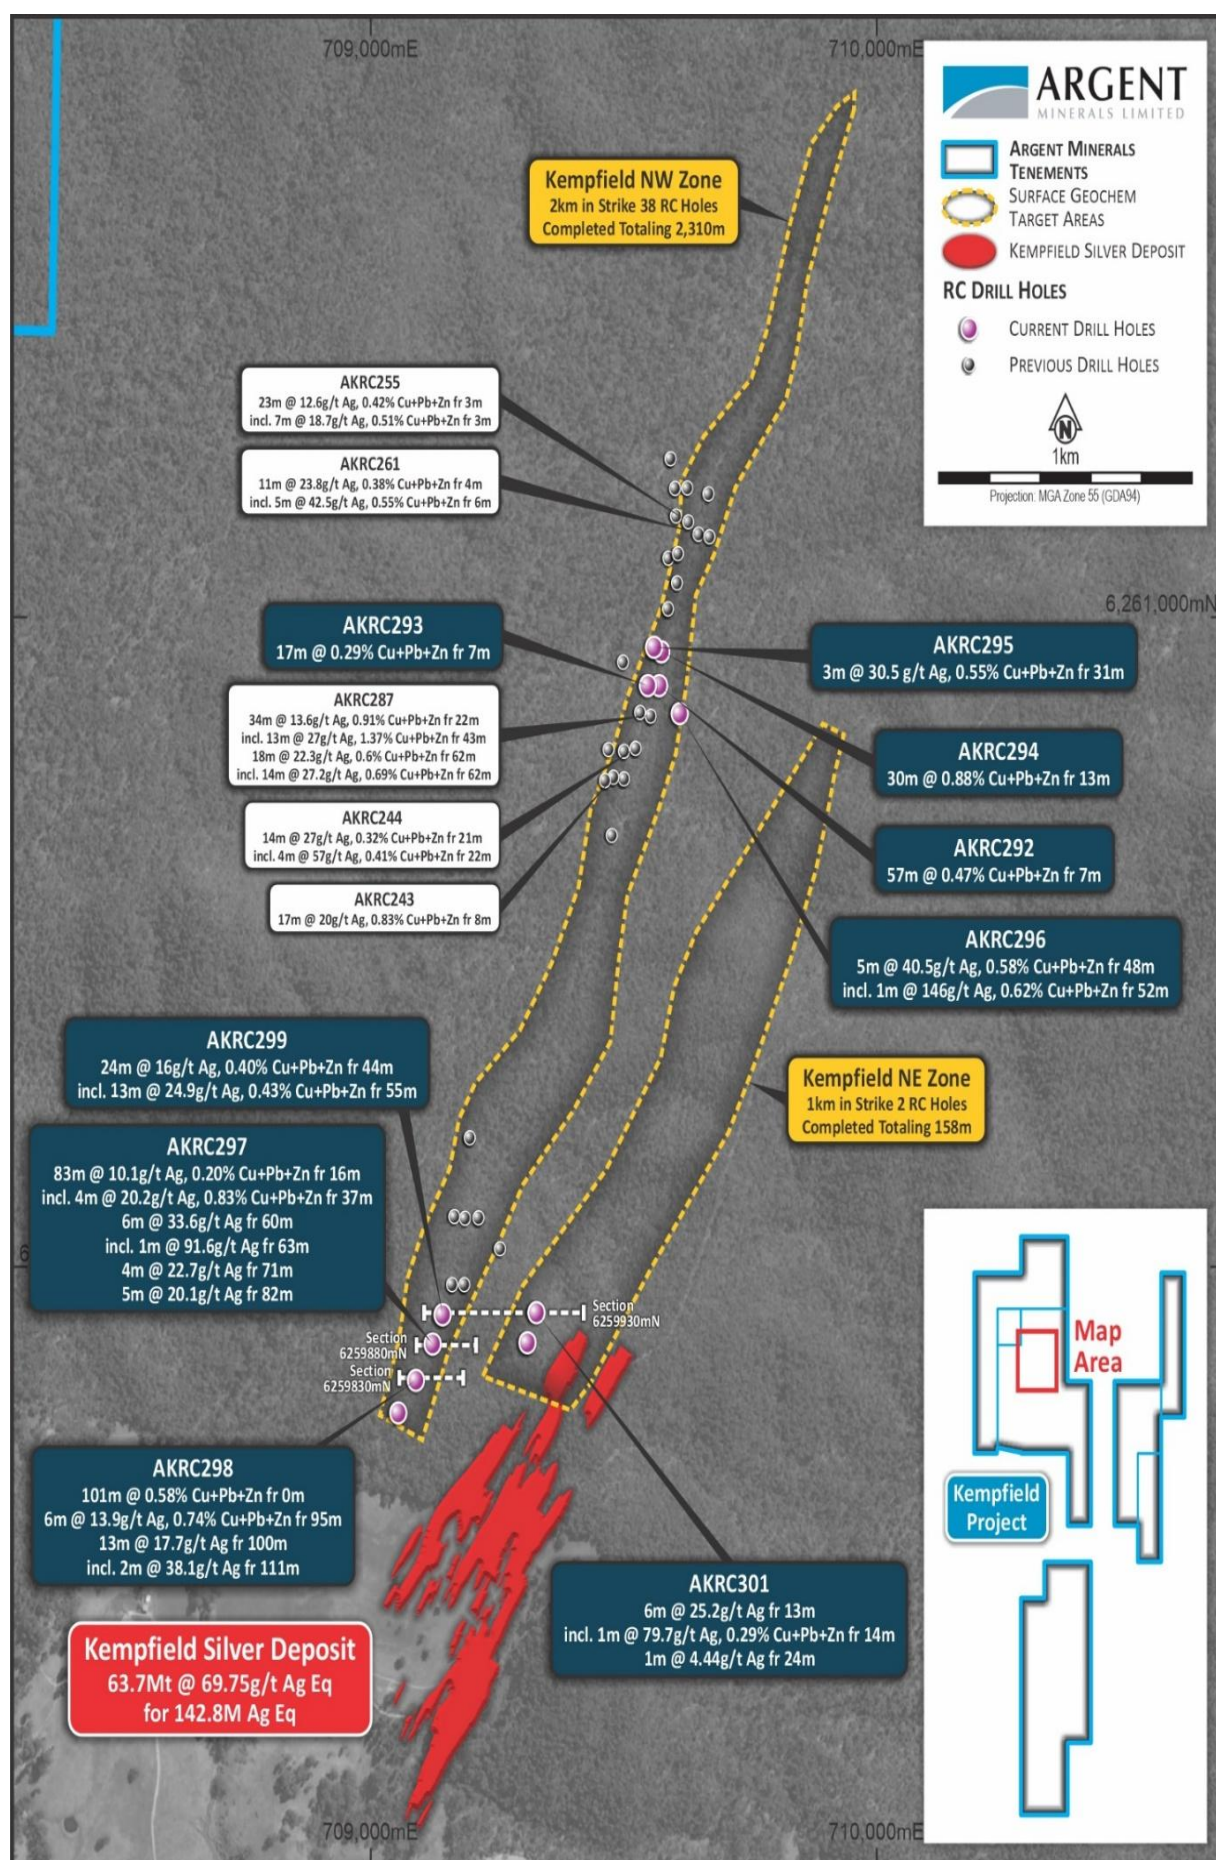 709,000mE
710,000mE
ARGENT
MINERALS LIMITED
ARGENT MINERALS
TENEMENTS
SURFACE GEOCHEM
TARGET AREAS
KEMPFIELD SILVER DEPOSIT
RC DRILL HOLES
CURRENT DRILL HOLES
PREVIOUS DRILL HOLES
N
1km
Projection: MGA Zone 55 (GDA94)
Kempfield NW Zone
2km in Strike 38 RC Holes
Completed Totaling 2,310m
AKRC255
23m @ 12.6g/t Ag, 0.42% Cu+Pb+Zn fr 3m
incl. 7m @ 18.7g/t Ag, 0.51% Cu+Pb+Zn fr 3m
AKRC261
11m @ 23.8g/t Ag, 0.38% Cu+Pb+Zn fr 4m
incl. 5m @ 42.5g/t Ag, 0.55% Cu+Pb+Zn fr 6m
6,261,000mN
AKRC293
17m @ 0.29% Cu+Pb+Zn fr 7m
AKRC295
3m @ 30.5 g/t Ag, 0.55% Cu+Pb+Zn fr 31m
AKRC287
34m @ 13.6g/t Ag, 0.91% Cu+Pb+Zn fr 22m
incl. 13m @ 27g/t Ag, 1.37% Cu+Pb+Zn fr 43m
18m @ 22.3g/t Ag, 0.6% Cu+Pb+Zn fr 62m
incl. 14m @ 27.2g/t Ag, 0.69% Cu+Pb+Zn fr 62m
AKRC294
30m @ 0.88% Cu+Pb+Zn fr 13m
AKRC244
14m @ 27g/t Ag, 0.32% Cu+Pb+Zn fr 21m
incl. 4m @ 57g/t Ag, 0.41% Cu+Pb+Zn fr 22m
AKRC292
57m @ 0.47% Cu+Pb+Zn fr 7m
AKRC243
17m @ 20g/t Ag, 0.83% Cu+Pb+Zn fr 8m
AKRC296
5m @ 40.5g/t Ag, 0.58% Cu+Pb+Zn fr 48m
incl. 1m @ 146g/t Ag, 0.62% Cu+Pb+Zn fr 52m
AKRC299
24m @ 16g/t Ag, 0.40% Cu+Pb+Zn fr 44m
incl. 13m @ 24.9g/t Ag, 0.43% Cu+Pb+Zn fr 55m
Kempfield NE Zone
1km in Strike 2 RC Holes
Completed Totaling 158m
AKRC297
83m @ 10.1g/t Ag, 0.20% Cu+Pb+Zn fr 16m
incl. 4m @ 20.2g/t Ag, 0.83% Cu+Pb+Zn fr 37m
6m @ 33.6g/t Ag fr 60m
incl. 1m @ 91.6g/t Ag fr 63m
4m @ 22.7g/t Ag fr 71m
5m @ 20.1g/t Ag fr 82m
6
Section
6259930mN
Section
6259880mN
Section
6259830mN
AKRC298
101m @ 0.58% Cu+Pb+Zn fr 0m
6m @ 13.9g/t Ag, 0.74% Cu+Pb+Zn fr 95m
13m @ 17.7g/t Ag fr 100m
incl. 2m @ 38.1g/t Ag fr 111m
AKRC301
6m @ 25.2g/t Ag fr 13m
incl. 1m @ 79.7g/t Ag, 0.29% Cu+Pb+Zn fr 14m
1m @ 4.44g/t Ag fr 24m
Kempfield Silver Deposit
63.7Mt @ 69.75g/t Ag Eq
for 142.8M Ag Eq
Map
Area
Kempfield
Project
709,000mE
710,000mE